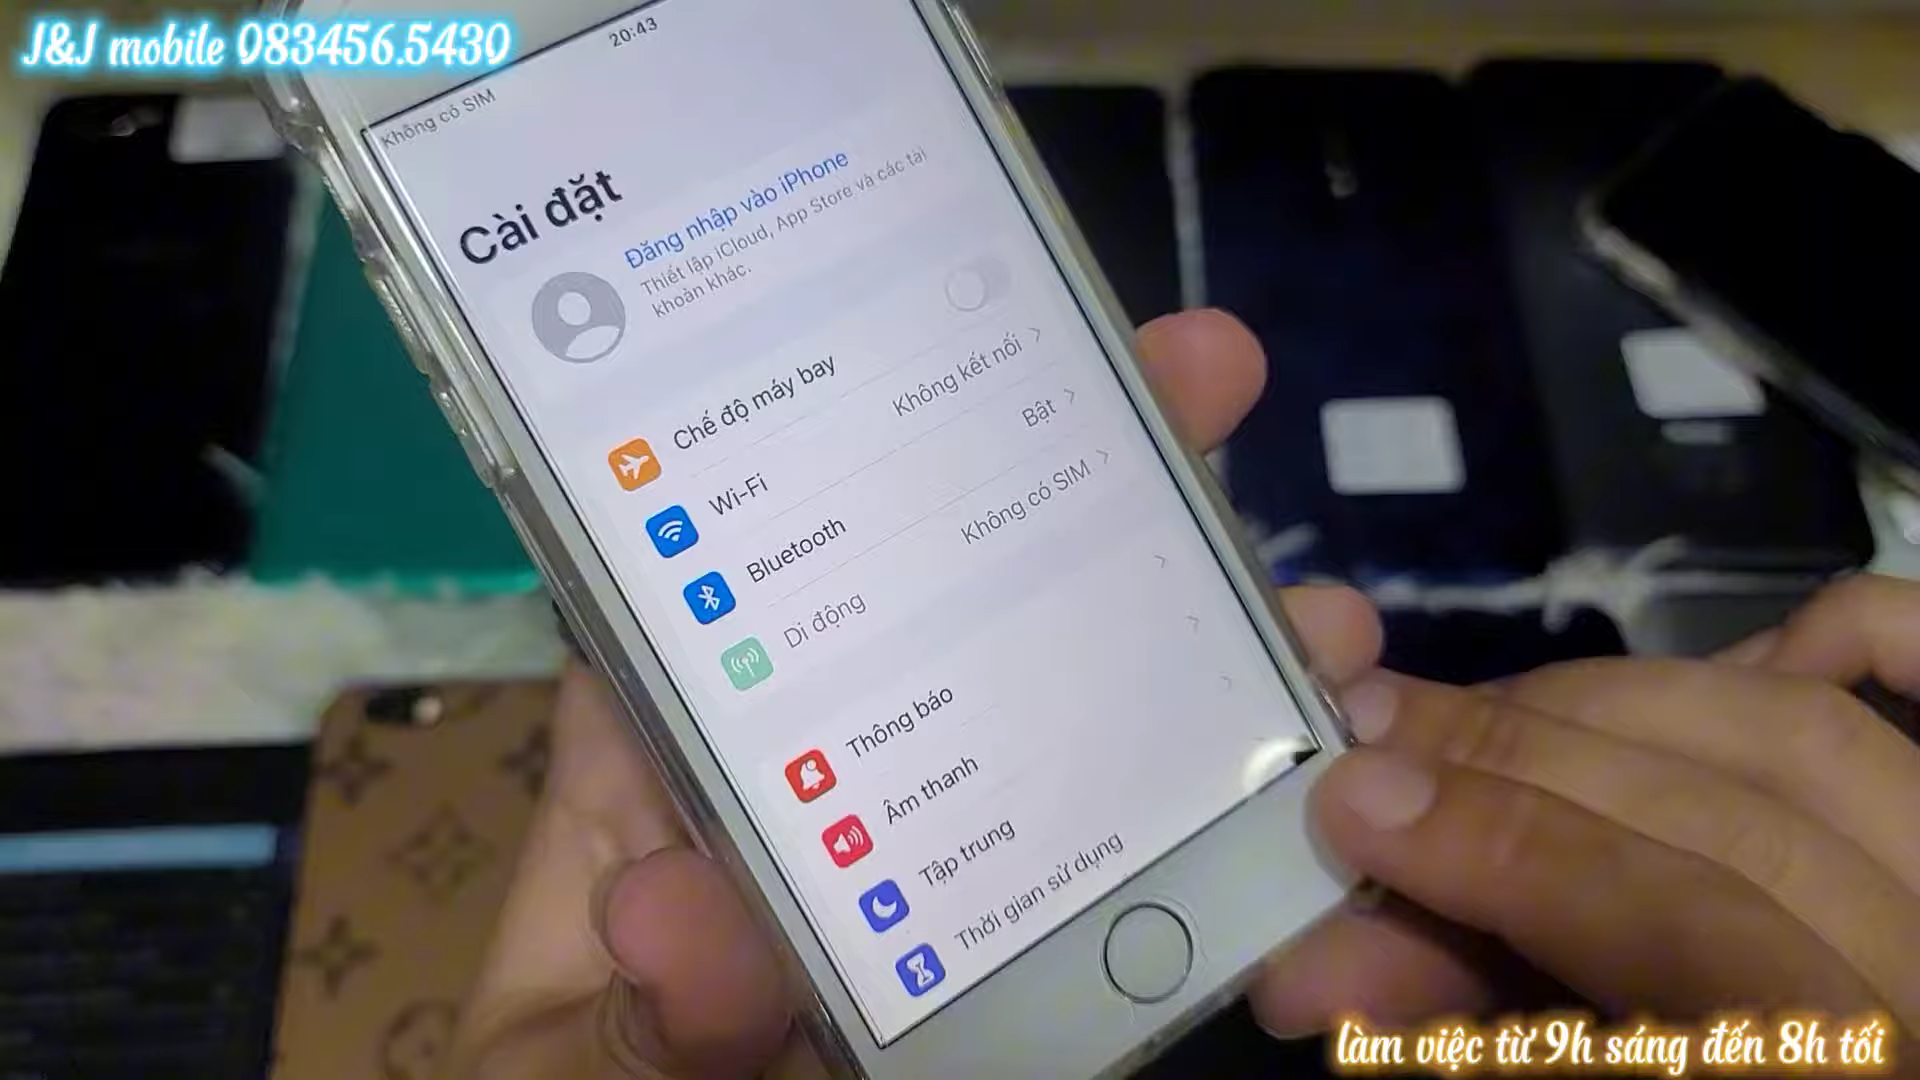 J&J mobile 083456.5439
20:43
Không có SIM
Cài đặt
Đăng nhập vào iPhone
Thiết lập iCloud, App Store và các tài
khoản khác.
Chế độ máy bay
Wi-Fi Không kết nối
Bluetooth Bật
Di động Không có SIM
Thông báo
Âm thanh
Tập trung
Thời gian sử dụng
làm việc từ 9h sáng đến 8h tối